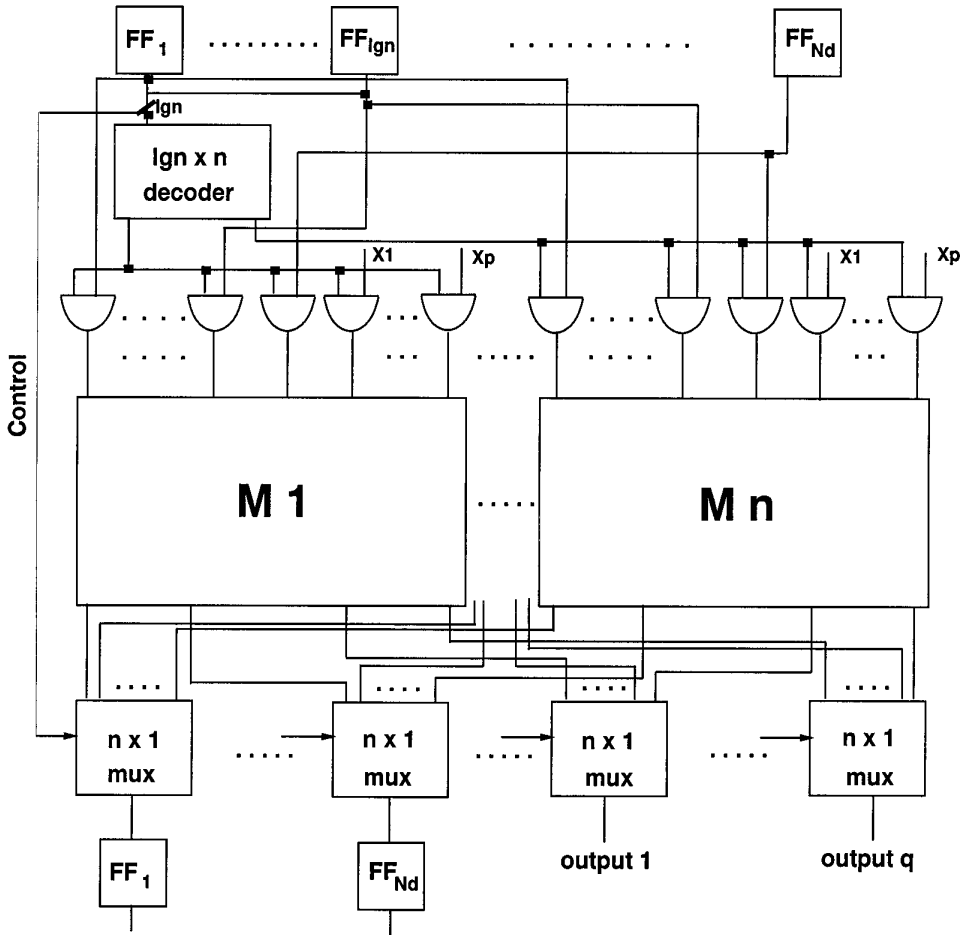 FF1 ......... FFlgn .......... FFNd
lgn
lgn x n
decoder
X1 Xp X1 Xp
Control
M 1 ..... M n
n x 1
mux
n x 1
mux
n x 1
mux
n x 1
mux
FF1
FFNd
output 1
output q